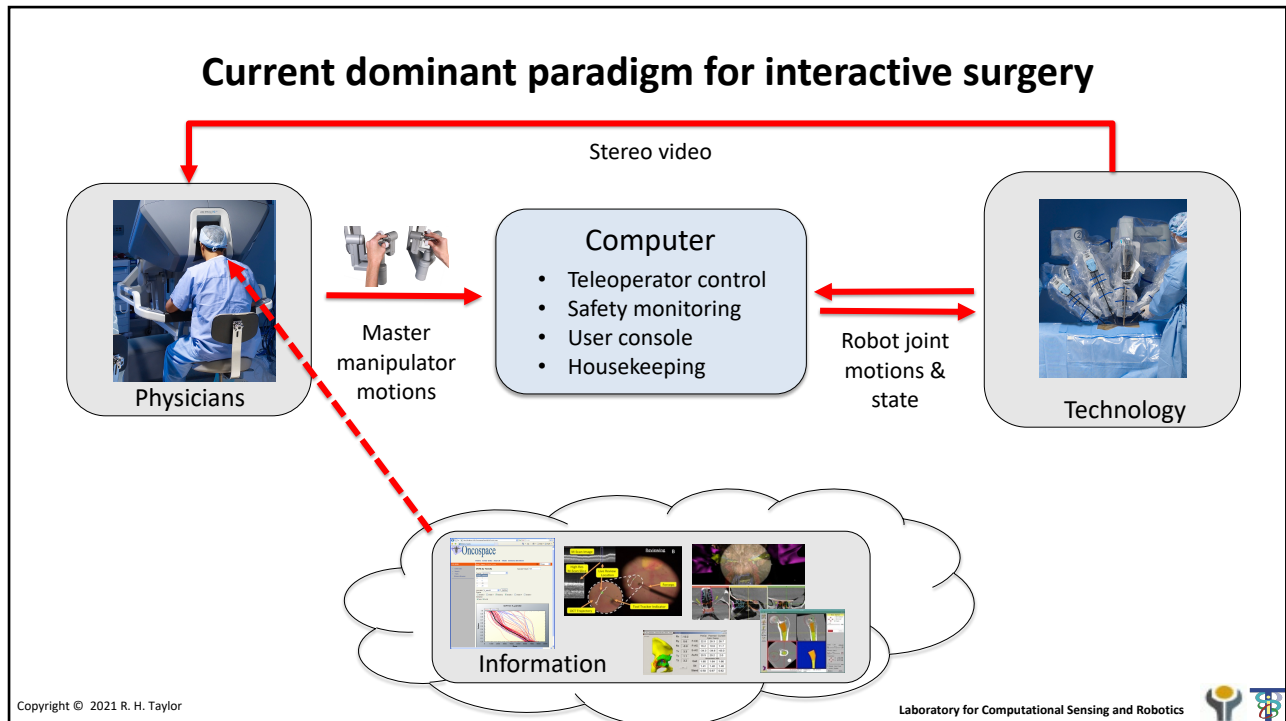 Current dominant paradigm for interactive surgery
Stereo video
Physicians
Master
manipulator
motions
Computer
• Teleoperator control
• Safety monitoring
• User console
• Housekeeping
Robot joint
motions &
state
Technology
Oncospace
Information
Copyright © 2021 R. H. Taylor
Laboratory for Computational Sensing and Robotics